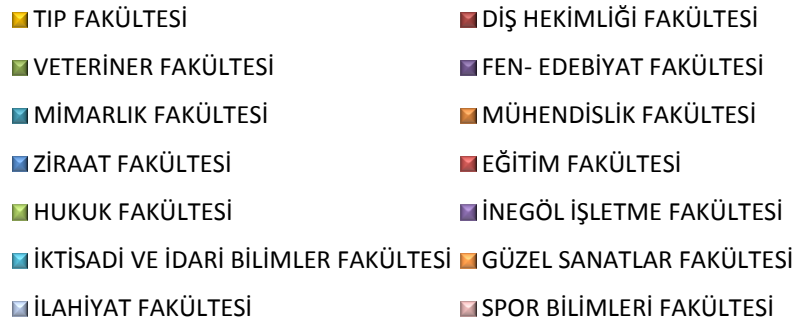 TIP FAKÜLTESİ DİŞ HEKİMLİĞİ FAKÜLTESİ
VETERİNER FAKÜLTESİ FEN- EDEBİYAT FAKÜLTESİ
MİMARLIK FAKÜLTESİ MÜHENDİSLİK FAKÜLTESİ
ZİRAAT FAKÜLTESİ EĞİTİM FAKÜLTESİ
HUKUK FAKÜLTESİ İNEGÖL İŞLETME FAKÜLTESİ
İKTİSADİ VE İDARİ BİLİMLER FAKÜLTESİ GÜZEL SANATLAR FAKÜLTESİ
İLAHİYAT FAKÜLTESİ SPOR BİLİMLERİ FAKÜLTESİ